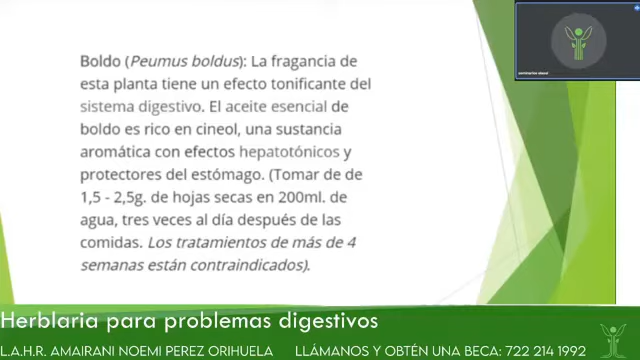 Boldo (Peumus boldus): La fragancia de
esta planta tiene un efecto tonificante del
sistema digestivo. El aceite esencial de
boldo es rico en cineol, una sustancia
aromática con efectos hepatotónicos y
protectores del estómago. (Tomar de de
1,5 - 2,5g. de hojas secas en 200ml. de
agua, tres veces al día después de las
comidas. Los tratamientos de más de 4
semanas están contraindicados).
Herblaria para problemas digestivos
L.A.H.R. AMAIRANI NOEMI PEREZ ORIHUELA LLÁMANOS Y OBTÉN UNA BECA: 722 214 1992